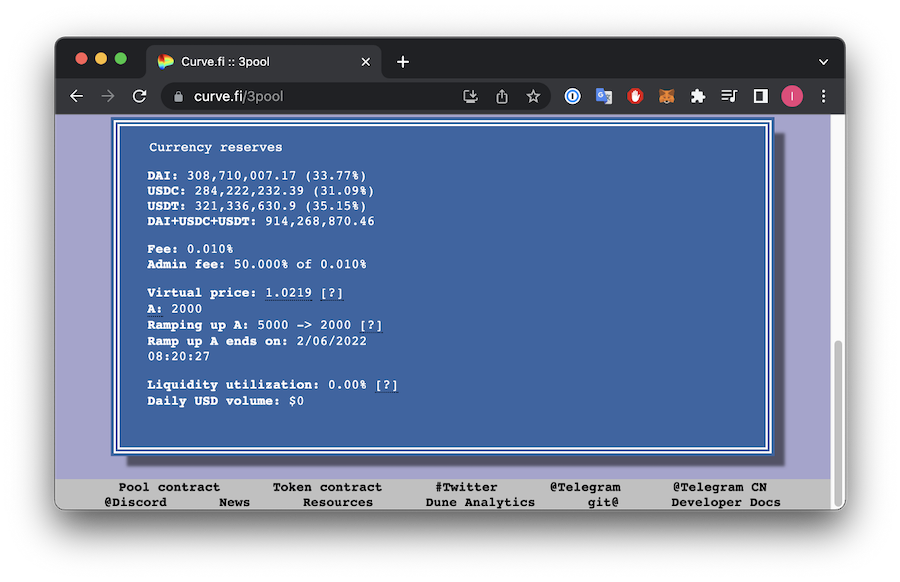 Curve.fi :: 3pool
curve.fi/3pool
I
Currency reserves
DAI: 308,710,007.17 (33.77%)
USDC: 284,222,232.39 (31.09%)
USDT: 321,336,630.9 (35.15%)
DAI+USDC+USDT: 914,268,870.46
Fee: 0.010%
Admin fee: 50.000% of 0.010%
Virtual price: 1.0219 [?]
A: 2000
Ramping up A: 5000 -> 2000 [?]
Ramp up A ends on: 2/06/2022
08:20:27
Liquidity utilization: 0.00% [?]
Daily USD volume: $0
Pool contract Token contract #Twitter @Telegram @Telegram CN
@Discord News Resources Dune Analytics git@ Developer Docs